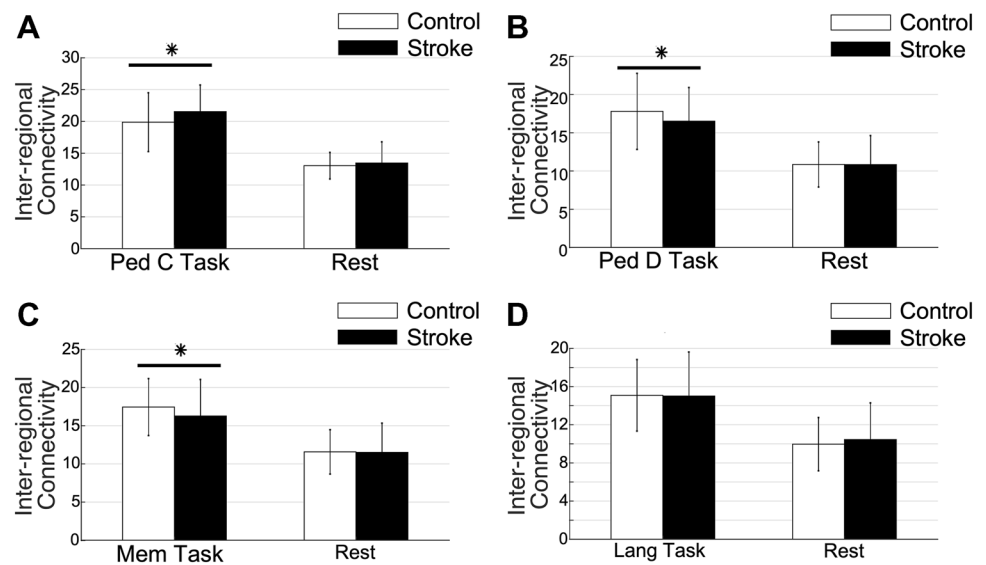 A
Control
Stroke
*
Inter-regional
Connectivity
30
25
20
15
10
5
0
Ped C Task
Rest
B
Control
Stroke
*
Inter-regional
Connectivity
25
20
15
10
5
0
Ped D Task
Rest
C
Control
Stroke
*
Inter-regional
Connectivity
25
20
15
10
5
0
Mem Task
Rest
D
Control
Stroke
Inter-regional
Connectivity
20
16
12
8
4
0
Lang Task
Rest